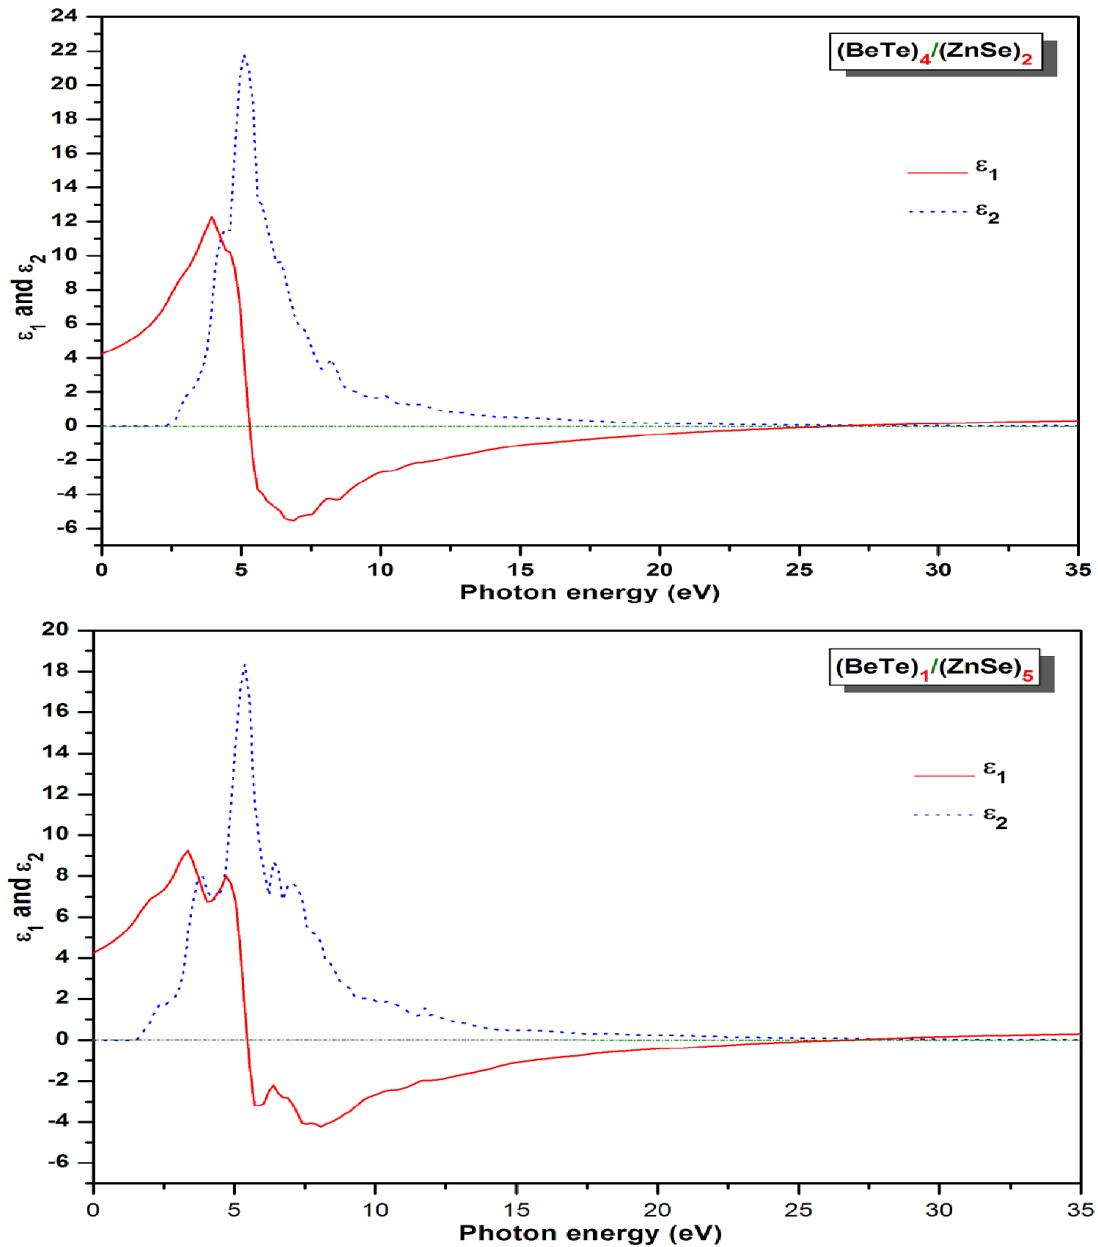 24
22
20
18
16
14
12
10
8
6
4
2
0
-2
-4
-6
ε1 and ε2
(BeTe)4/(ZnSe)2
ε1
ε2
0 5 10 15 20 25 30 35
Photon energy (eV)
20
18
16
14
12
10
8
6
4
2
0
-2
-4
-6
ε1 and ε2
(BeTe)1/(ZnSe)5
ε1
ε2
0 5 10 15 20 25 30 35
Photon energy (eV)